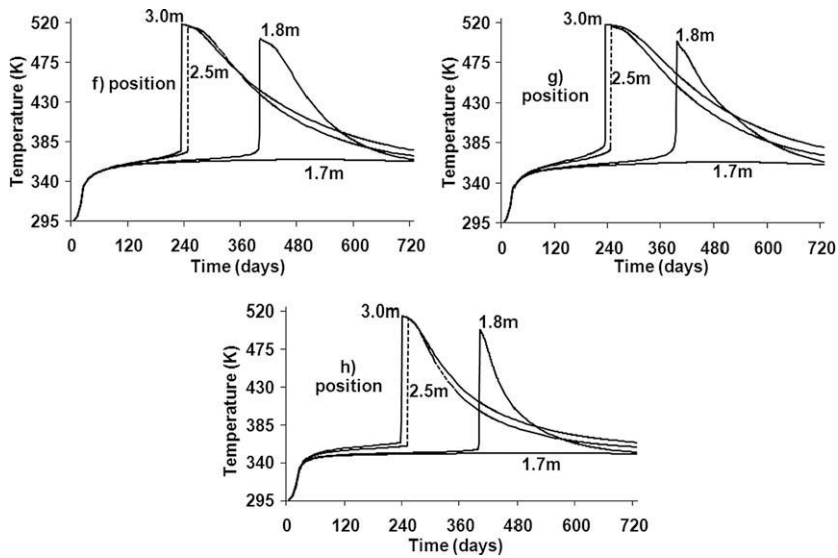 520
475
430
385
340
295
Temperature (K)
3.0m
1.8m
2.5m
f) position
1.7m
0 120 240 360 480 600 720
Time (days)
520
475
430
385
340
295
Temperature (K)
3.0m
1.8m
2.5m
g)
position
1.7m
0 120 240 360 480 600 720
Time (days)
520
475
430
385
340
295
Temperature (K)
3.0m
1.8m
h)
position
2.5m
1.7m
0 120 240 360 480 600 720
Time (days)